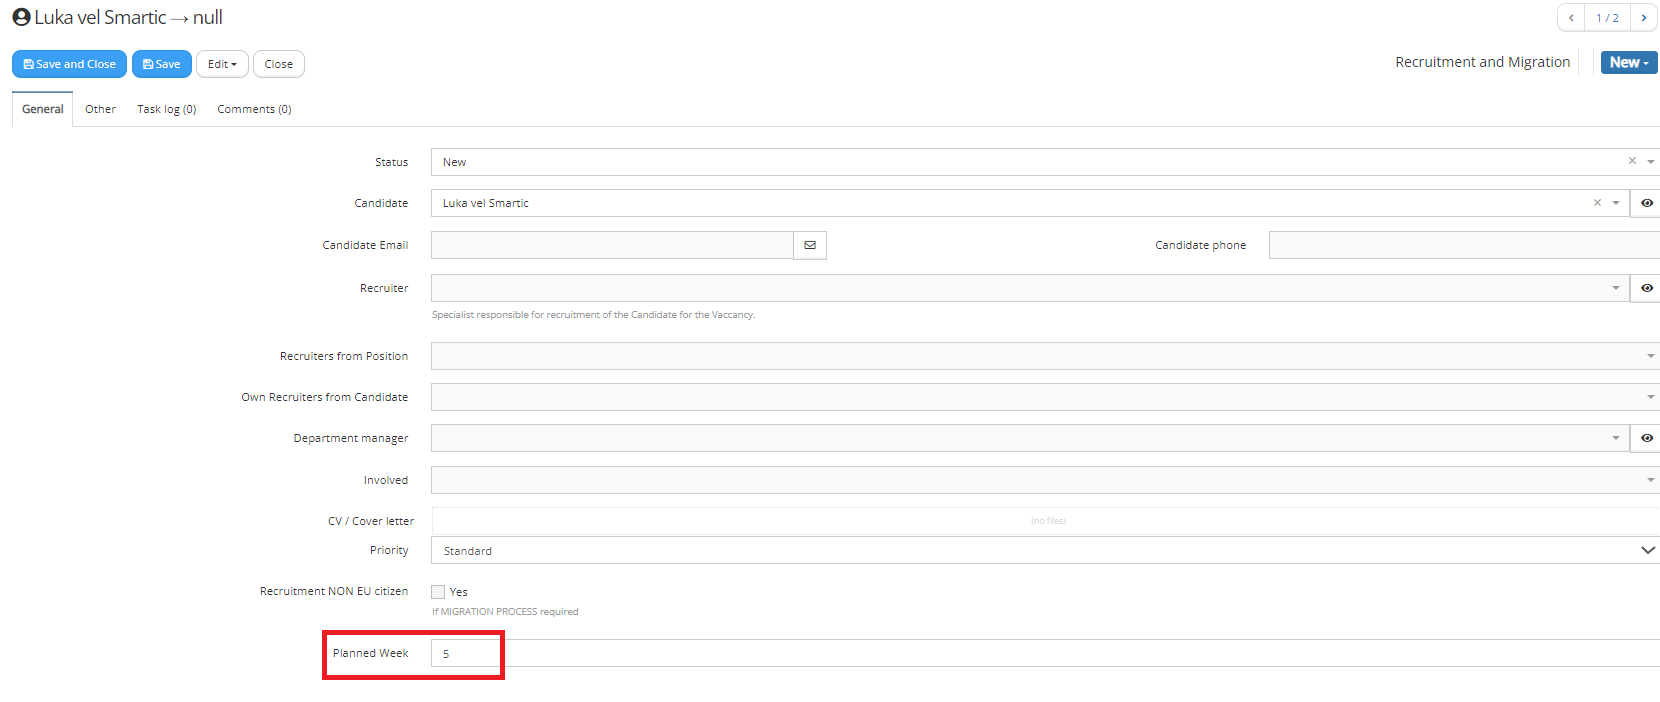 Luka vel Smartic → null
1 / 2
Save and Close Save Edit Close
Recruitment and Migration New
General Other Task log (0) Comments (0)
Status New
Candidate Luka vel Smartic
Candidate Email Candidate phone
Recruiter
Specialist responsible for recruitment of the Candidate for the Vaccancy.
Recruiters from Position
Own Recruiters from Candidate
Department manager
Involved
CV / Cover letter (no files)
Priority Standard
Recruitment NON EU citizen Yes
If MIGRATION PROCESS required
Planned Week 5